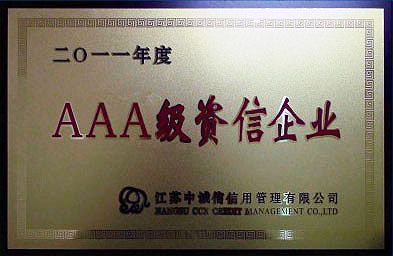 二〇一一年度
AAA级资信企业
江苏中诚信信用管理有限公司
JIANGSU CCX CREDIT MANAGEMENT CO.,LTD